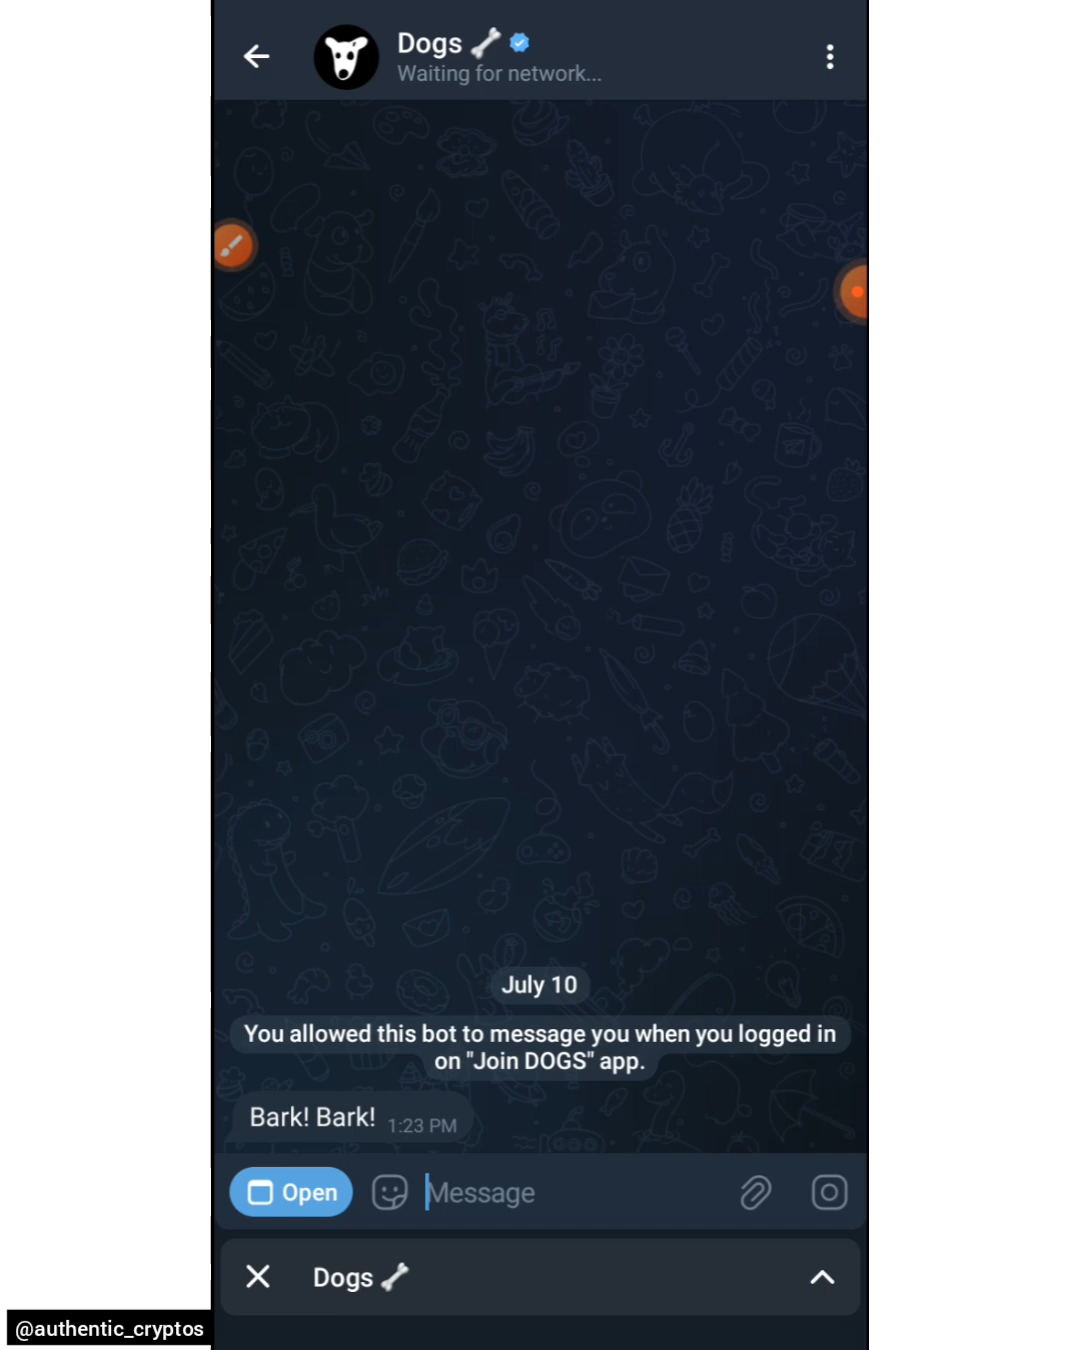 Dogs 🦴
Waiting for network...
July 10
You allowed this bot to message you when you logged in
on "Join DOGS" app.
Bark! Bark! 1:23 PM
Open Message
Dogs 🦴
@authentic_cryptos